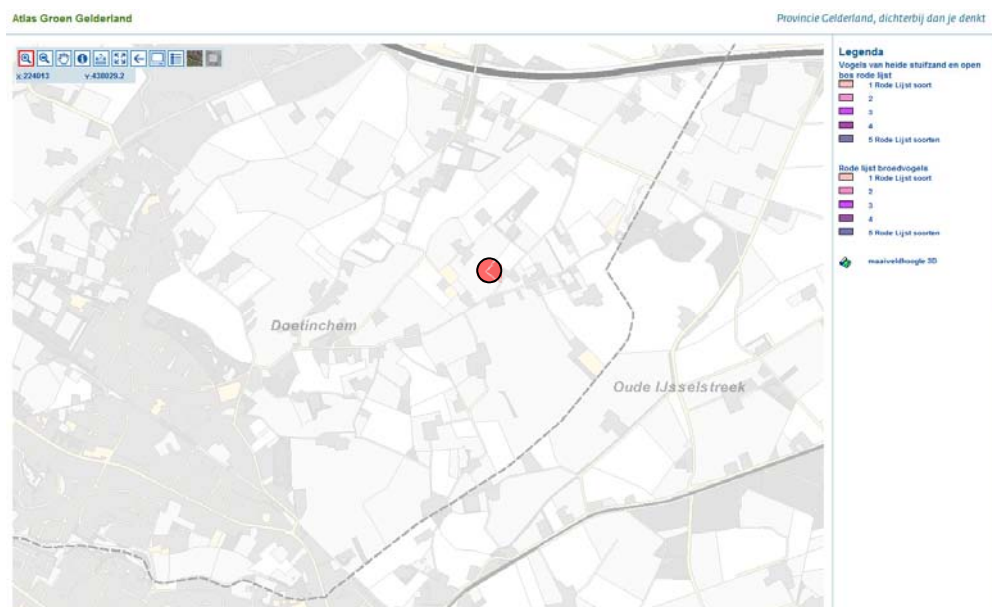 Atlas Groen Gelderland
Provincie Gelderland, dichterbij dan je denkt
x:224013 y:438029.2
Doetinchem
Oude IJsselstreek
Legenda
Vogels van heide stuifzand en open
bos rode lijst
1 Rode Lijst soort
2
3
4
5 Rode Lijst soorten
Rode lijst broedvogels
1 Rode Lijst soort
2
3
4
5 Rode Lijst soorten
maaiveldhoogte 3D